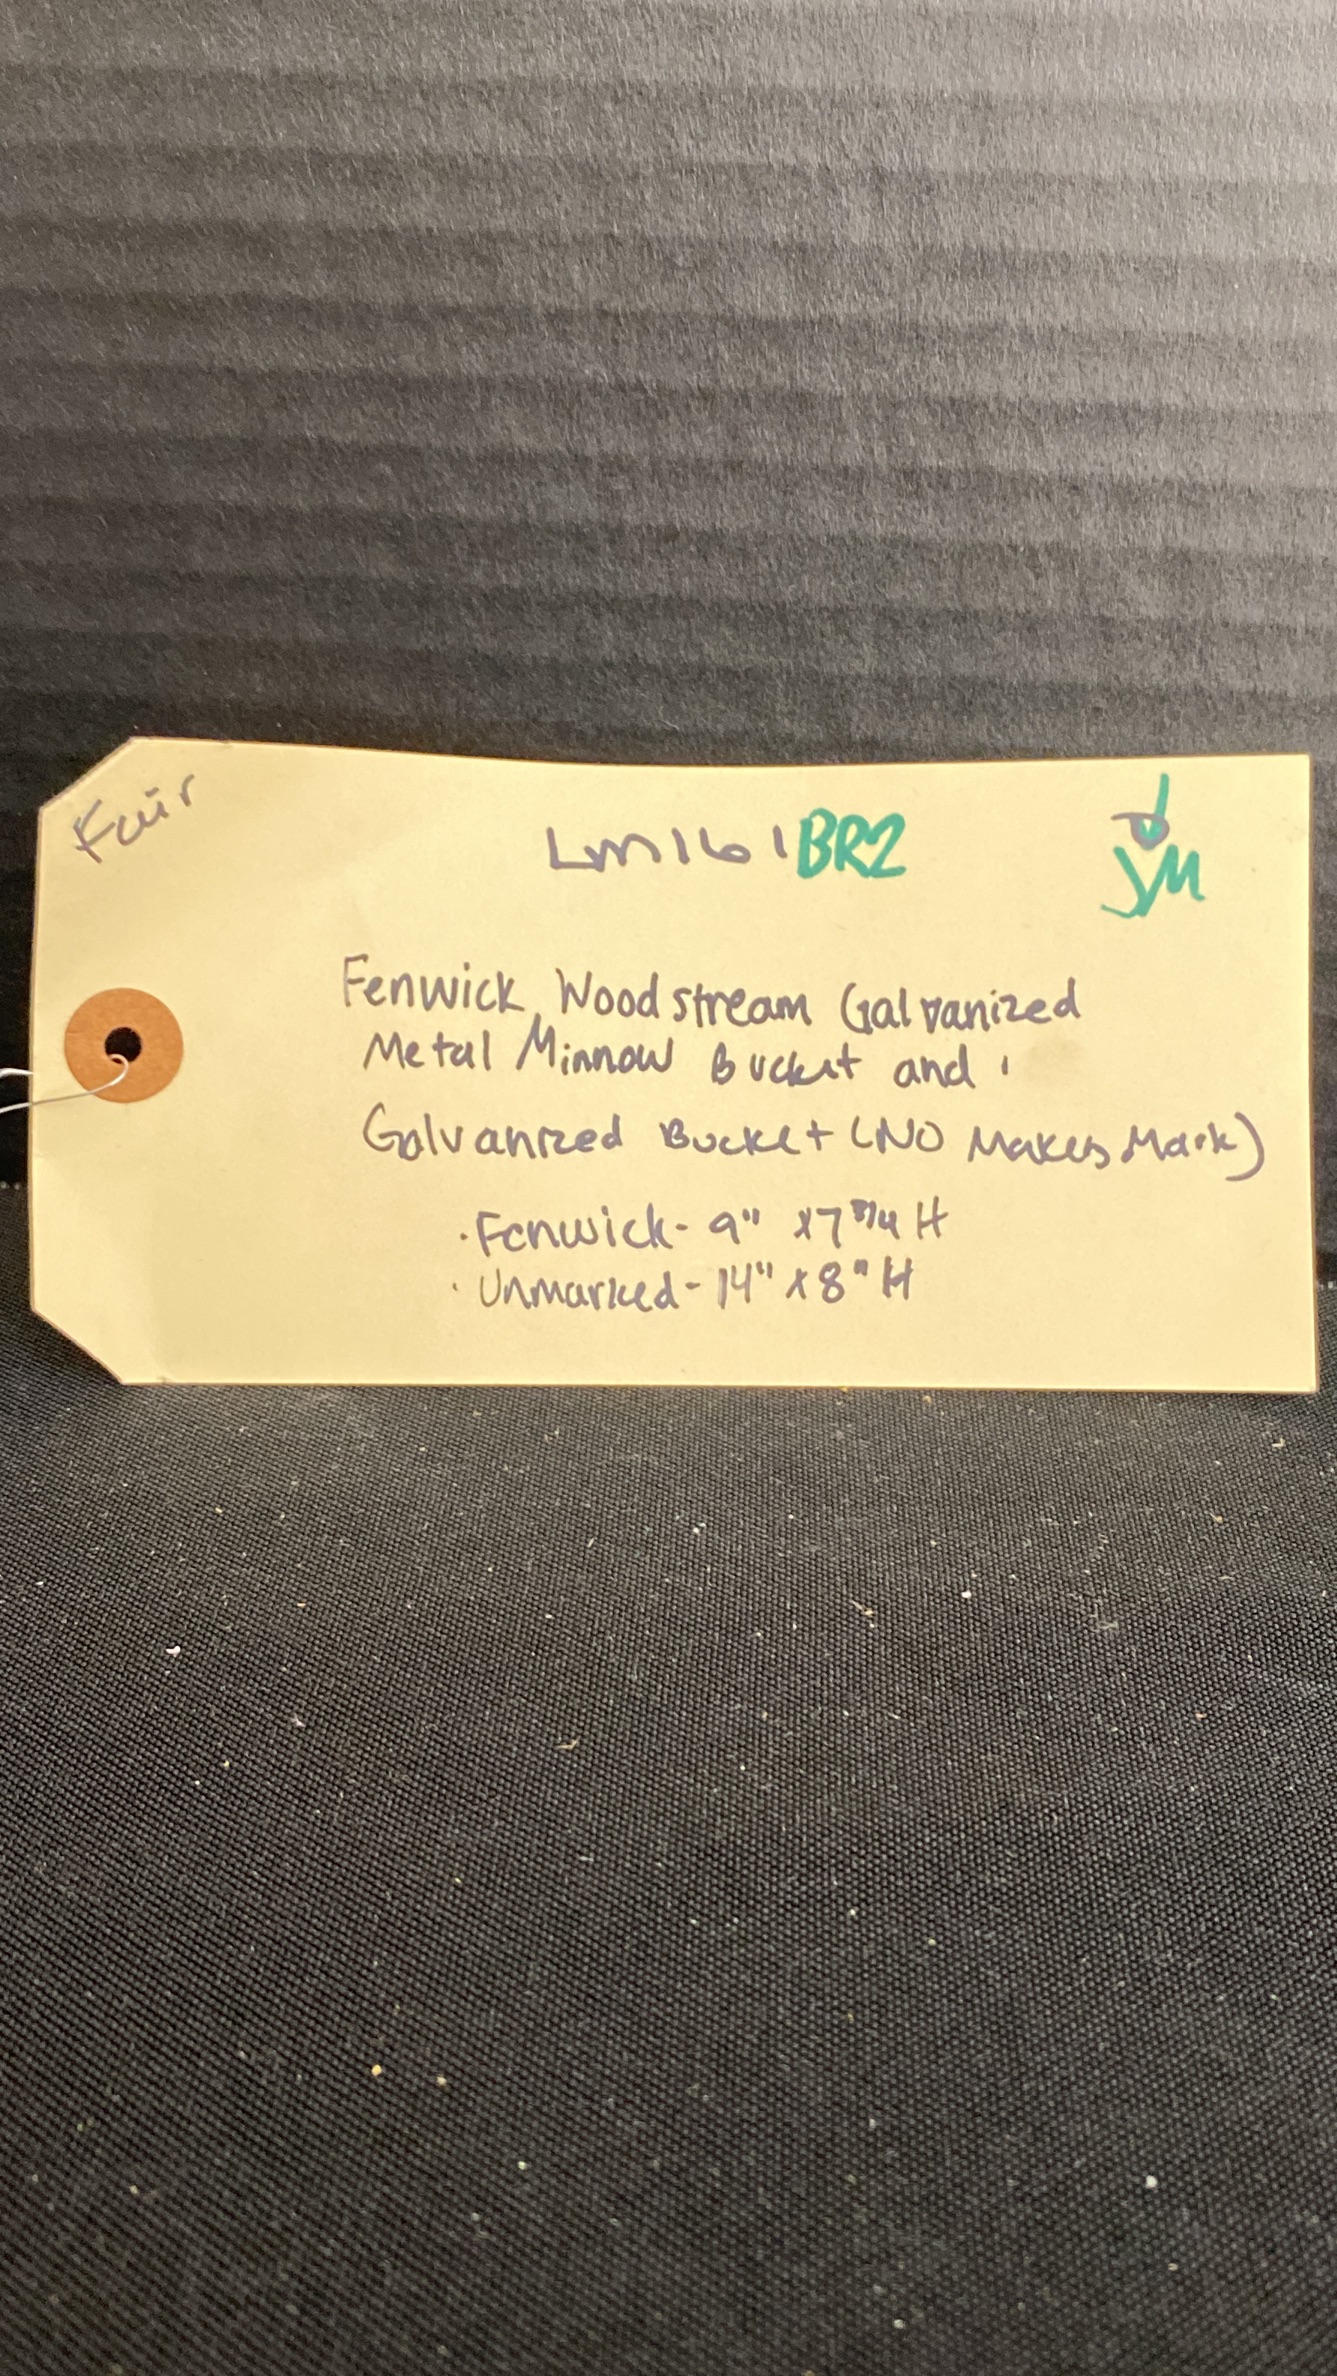 Fair
Lm161BR2
JM
Fenwick, Woodstream Galvanized
Metal Minnow Bucket and
Galvanized Bucket (NO Makers Mark)
· Fenwick - 9" x 7 3/4 H
· Unmarked - 14" x 8" H